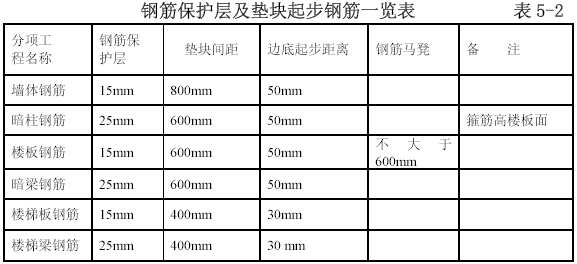 钢筋保护层及垫块起步钢筋一览表 表 5-2
分项工程名称 钢筋保护层 垫块间距 边底起步距离 钢筋马凳 备 注
墙体钢筋 15mm 800mm 50mm
暗柱钢筋 25mm 600mm 50mm 箍筋高楼板面
楼板钢筋 15mm 600mm 50mm 不大于600mm
暗梁钢筋 25mm 600mm 50mm
楼梯板钢筋 15mm 400mm 30mm
楼梯梁钢筋 25mm 400mm 30 mm